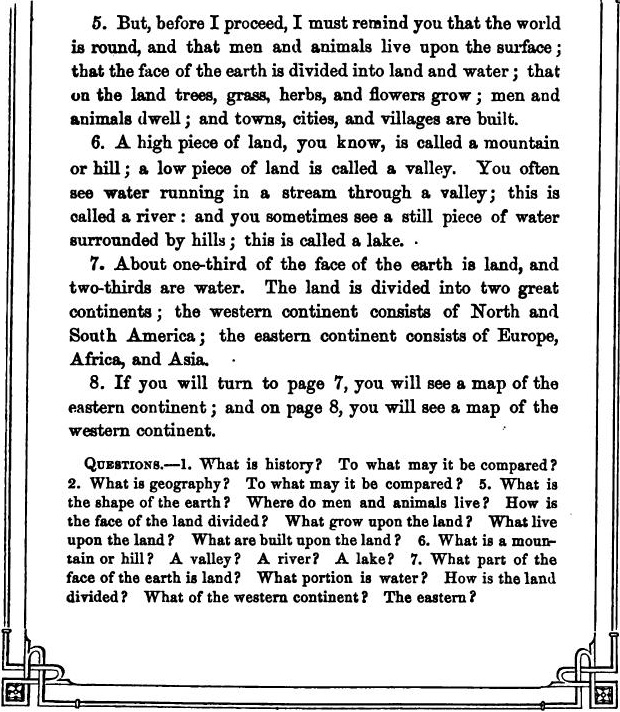 5. But, before I proceed, I must remind you that the world
is round, and that men and animals live upon the surface;
that the face of the earth is divided into land and water; that
on the land trees, grass, herbs, and flowers grow; men and
animals dwell; and towns, cities, and villages are built.
6. A high piece of land, you know, is called a mountain
or hill; a low piece of land is called a valley. You often
see water running in a stream through a valley; this is
called a river: and you sometimes see a still piece of water
surrounded by hills; this is called a lake.
7. About one-third of the face of the earth is land, and
two-thirds are water. The land is divided into two great
continents; the western continent consists of North and
South America; the eastern continent consists of Europe,
Africa, and Asia.
8. If you will turn to page 7, you will see a map of the
eastern continent; and on page 8, you will see a map of the
western continent.
QUESTIONS.—1. What is history? To what may it be compared?
2. What is geography? To what may it be compared? 5. What is
the shape of the earth? Where do men and animals live? How is
the face of the land divided? What grow upon the land? What live
upon the land? What are built upon the land? 6. What is a moun-
tain or hill? A valley? A river? A lake? 7. What part of the
face of the earth is land? What portion is water? How is the land
divided? What of the western continent? The eastern?